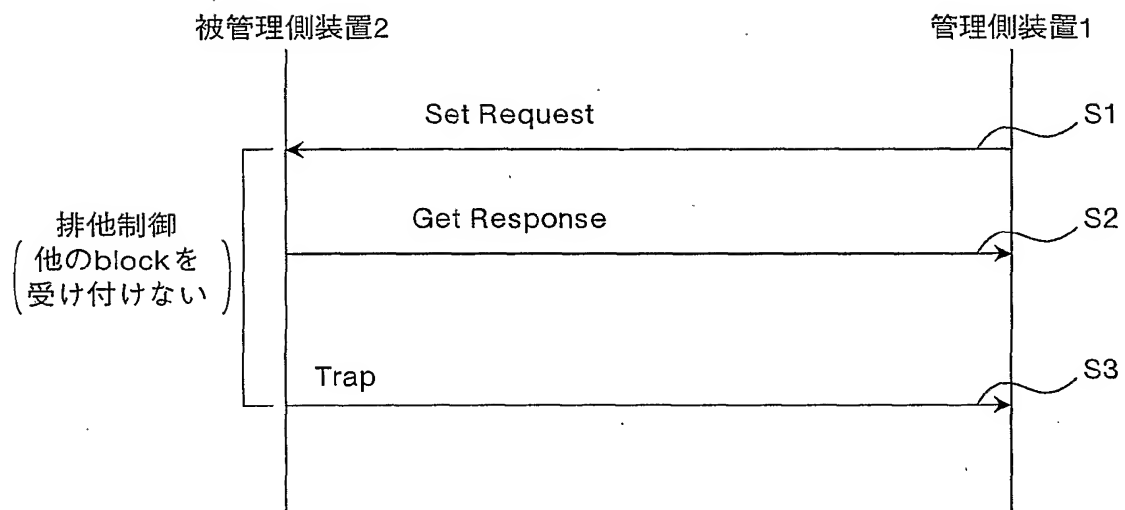 被管理側装置2
管理側装置1
Set Request
S1
排他制御
他のblockを
受け付けない
Get Response
S2
Trap
S3